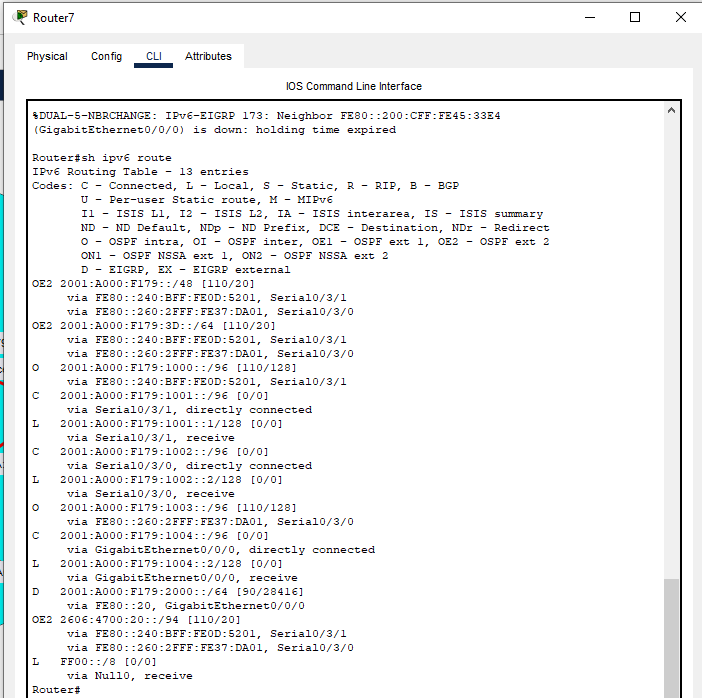 Router7
Physical Config CLI Attributes
IOS Command Line Interface
%DUAL-5-NBRCHANGE: IPv6-EIGRP 173: Neighbor FE80::200:CFF:FE45:33E4
(GigabitEthernet0/0/0) is down: holding time expired
Router#sh ipv6 route
IPv6 Routing Table - 13 entries
Codes: C - Connected, L - Local, S - Static, R - RIP, B - BGP
U - Per-user Static route, M - MIPv6
I1 - ISIS L1, I2 - ISIS L2, IA - ISIS interarea, IS - ISIS summary
ND - ND Default, NDp - ND Prefix, DCE - Destination, NDr - Redirect
O - OSPF intra, OI - OSPF inter, OE1 - OSPF ext 1, OE2 - OSPF ext 2
ON1 - OSPF NSSA ext 1, ON2 - OSPF NSSA ext 2
D - EIGRP, EX - EIGRP external
OE2 2001:A000:F179::/48 [110/20]
via FE80::240:BFF:FE0D:5201, Serial0/3/1
via FE80::260:2FFF:FE37:DA01, Serial0/3/0
OE2 2001:A000:F179:3D::/64 [110/20]
via FE80::240:BFF:FE0D:5201, Serial0/3/1
via FE80::260:2FFF:FE37:DA01, Serial0/3/0
O 2001:A000:F179:1000::/96 [110/128]
via FE80::240:BFF:FE0D:5201, Serial0/3/1
C 2001:A000:F179:1001::/96 [0/0]
via Serial0/3/1, directly connected
L 2001:A000:F179:1001::1/128 [0/0]
via Serial0/3/1, receive
C 2001:A000:F179:1002::/96 [0/0]
via Serial0/3/0, directly connected
L 2001:A000:F179:1002::2/128 [0/0]
via Serial0/3/0, receive
O 2001:A000:F179:1003::/96 [110/128]
via FE80::260:2FFF:FE37:DA01, Serial0/3/0
C 2001:A000:F179:1004::/96 [0/0]
via GigabitEthernet0/0/0, directly connected
L 2001:A000:F179:1004::2/128 [0/0]
via GigabitEthernet0/0/0, receive
D 2001:A000:F179:2000::/64 [90/28416]
via FE80::20, GigabitEthernet0/0/0
OE2 2606:4700:20::/94 [110/20]
via FE80::240:BFF:FE0D:5201, Serial0/3/1
via FE80::260:2FFF:FE37:DA01, Serial0/3/0
L FF00::/8 [0/0]
via Null0, receive
Router#